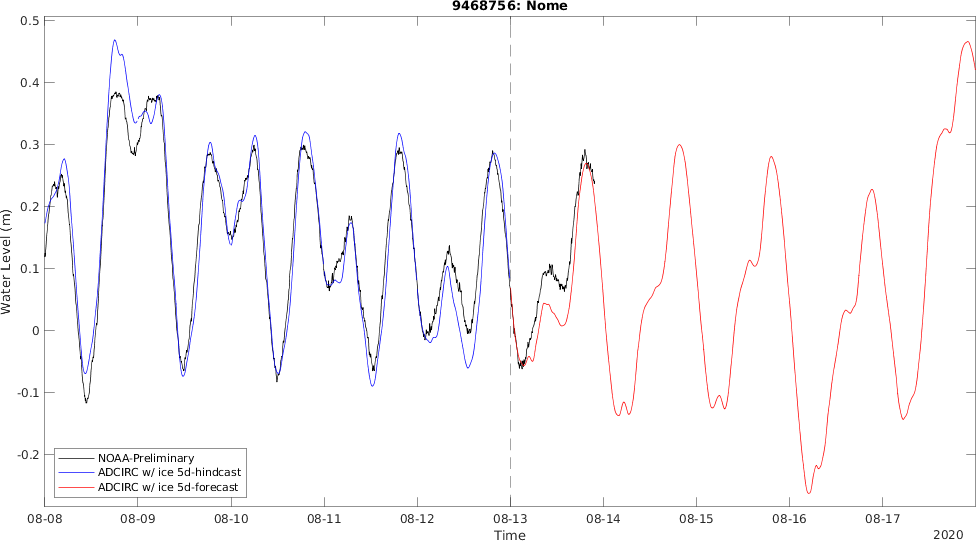 9468756: Nome
0.5
0.4
0.3
0.2
0.1
0
-0.1
-0.2
Water Level (m)
NOAA-Preliminary
ADCIRC w/ ice 5d-hindcast
ADCIRC w/ ice 5d-forecast
08-08 08-09 08-10 08-11 08-12 08-13 08-14 08-15 08-16 08-17
Time
2020